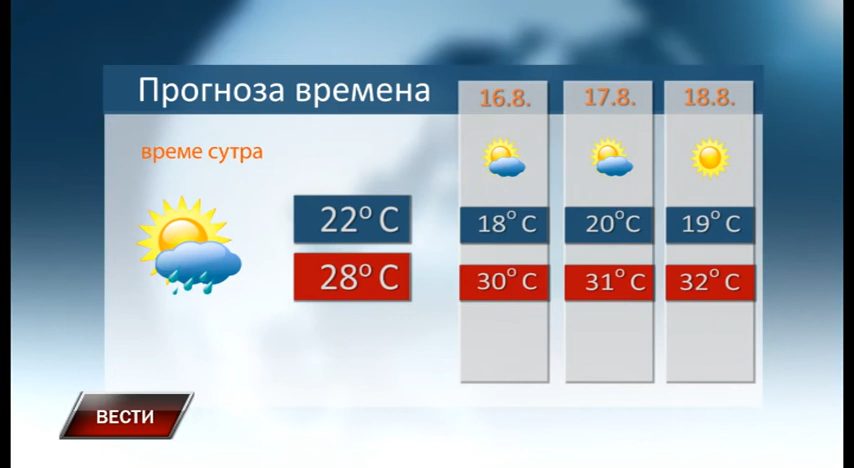 Прогноза времена
време сутра
22° C
28° C
16.8.
17.8.
18.8.
18° C
20°C
19° C
30° C
31° C
32° C
ВЕСТИ